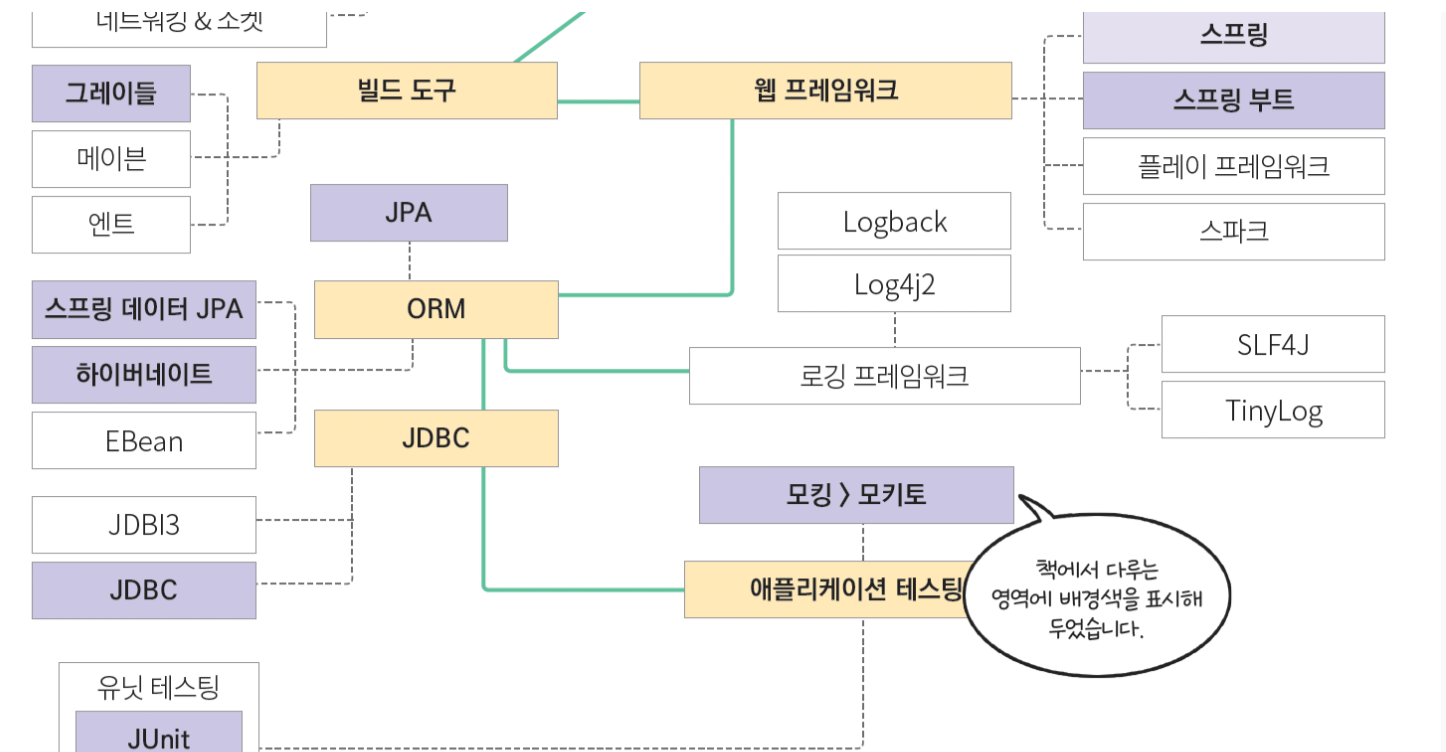 네트워킹 & 소켓
스프링
그레이들
빌드 도구
웹 프레임워크
스프링 부트
메이븐
플레이 프레임워크
엔트
JPA
Logback
스파크
스프링 데이터 JPA
ORM
Log4j2
하이버네이트
로깅 프레임워크
SLF4J
EBean
JDBC
TinyLog
JDBI3
모킹 > 모키토
JDBC
애플리케이션 테스팅
책에서 다루는
영역에 배경색을 표시해
두었습니다.
유닛 테스팅
JUnit